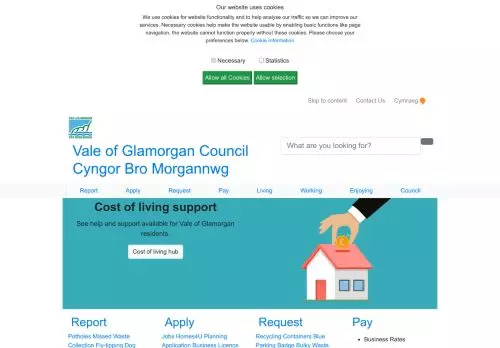 Our website uses cookies
We use cookies for website functionality and to help analyse our traffic so we can improve our
services. Necessary cookies help make the website usable by enabling basic functions like page
navigation, the website cannot function properly without these cookies. Please choose your
preferences below. Cookie information
Necessary Statistics
Allow all Cookies Allow selection
Skip to content Contact Us Cymraeg
Vale of Glamorgan Council
Cyngor Bro Morgannwg
What are you looking for?
Report Apply Request Pay Living Working Enjoying Council
Cost of living support
See help and support available for Vale of Glamorgan
residents.
Cost of living hub
£
Report Apply Request Pay
Potholes Missed Waste Jobs Homes4U Planning Recycling Containers Blue Business Rates
Collection Fly-tipping Dog Application Business Licence Parking Badge Bulky Waste